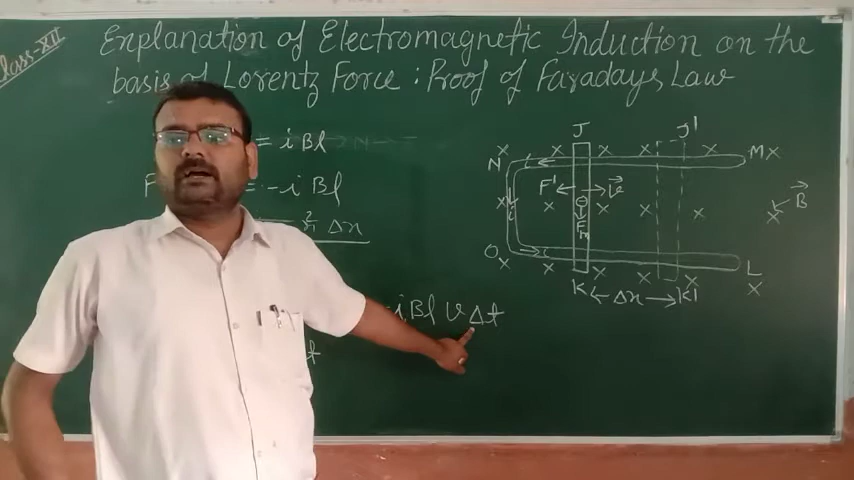 Class-XII
Explanation of Electromagnetic Induction on the
basis of Lorentz Force : Proof of Faradays Law
= iBl
F = -iBl
Δx
-iBl vΔt
t
J J'
N x x x x x M x
F' v
x x x x x B
i Fm
O L
x x x x x x
K Δx K'